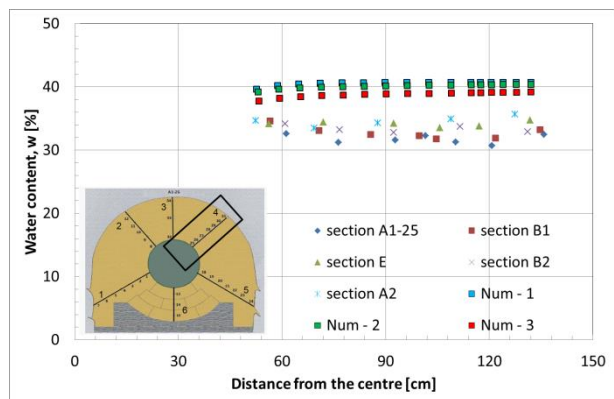 Water content, w [%]
50
40
30
20
10
0
0 30 60 90 120 150
Distance from the centre [cm]
section A1-25
section B1
section E
section B2
section A2
Num - 1
Num - 2
Num - 3
A1-25
3
4
2
1
5
6